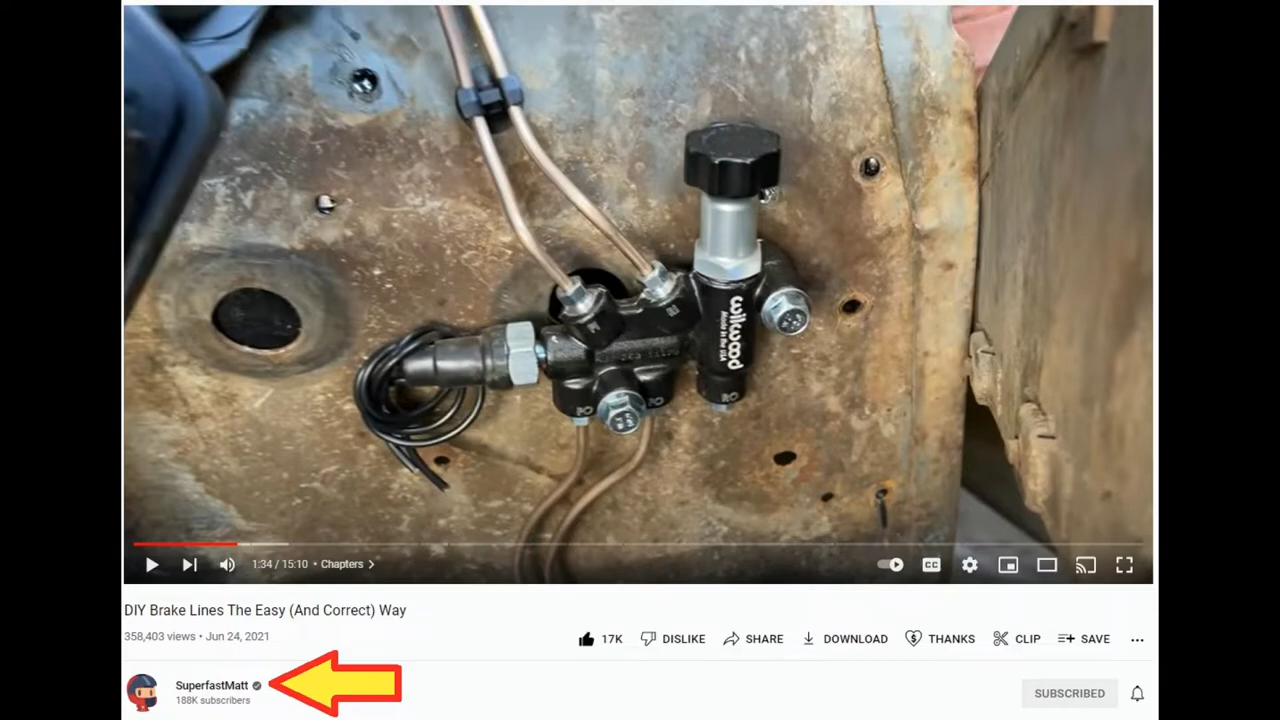 wilwood
Made in the USA
1:34 / 15:10 • Chapters
CC
DIY Brake Lines The Easy (And Correct) Way
358,403 views • Jun 24, 2021
17K
DISLIKE
SHARE
DOWNLOAD
THANKS
CLIP
SAVE
SuperfastMatt
188K subscribers
SUBSCRIBED